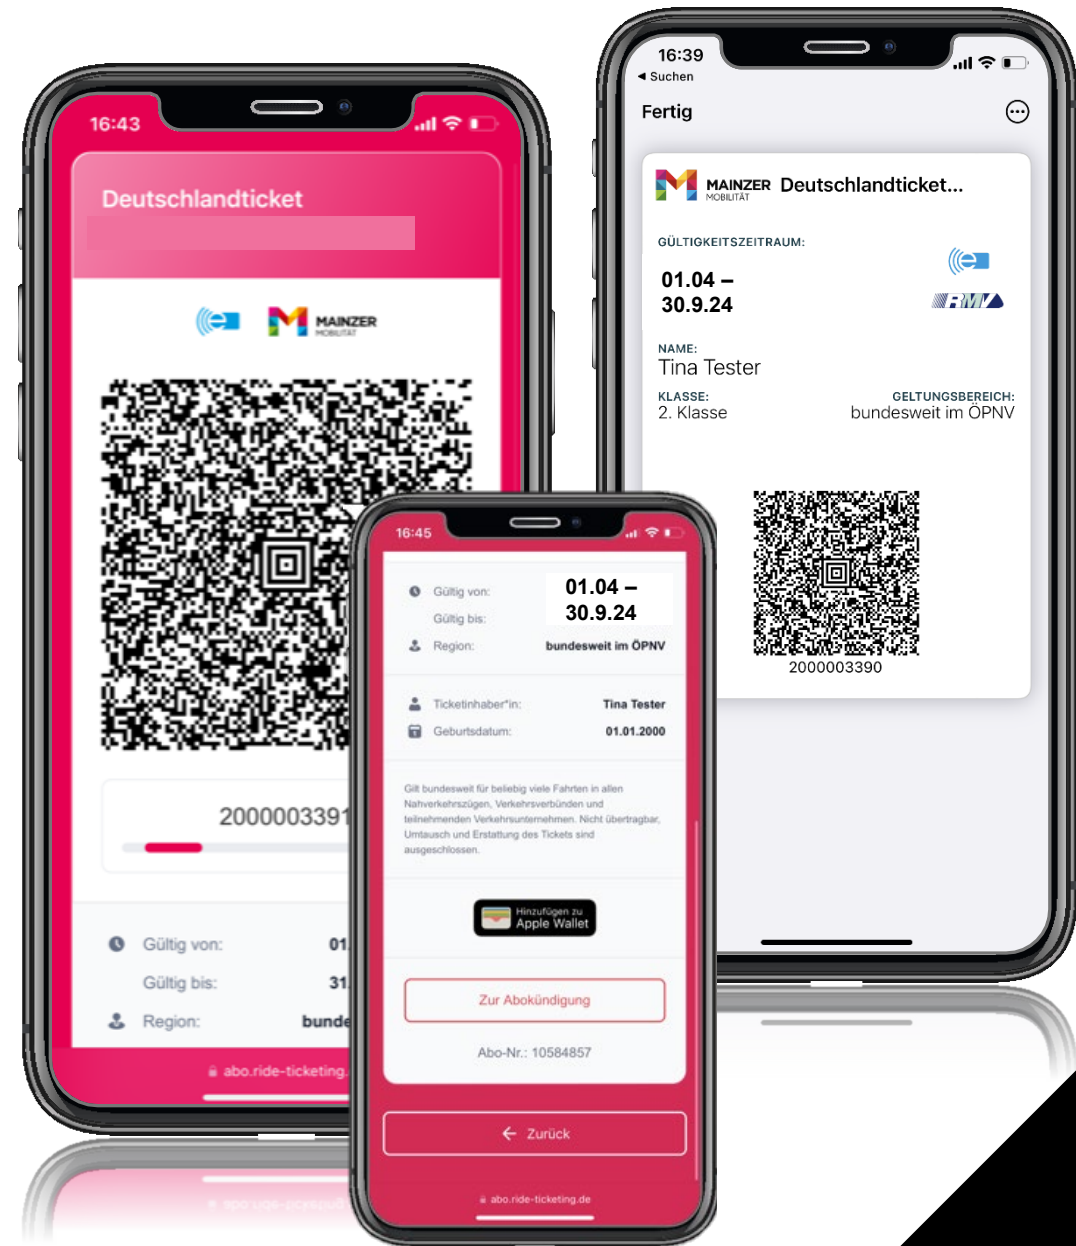 16:43
Deutschlandticket
MAINZER
MOBILITÄT
2000003391
Gültig von:
01.
Gültig bis:
31.
Region:
bunde
abo.ride-ticketing.
16:39
◂ Suchen
Fertig
MAINZER
MOBILITÄT
Deutschlandticket...
GÜLTIGKEITSZEITRAUM:
01.04 –
30.9.24
RMV
NAME:
Tina Tester
KLASSE:
GELTUNGSBEREICH:
2. Klasse
bundesweit im ÖPNV
2000003390
16:45
Gültig von:
01.04 –
Gültig bis:
30.9.24
Region:
bundesweit im ÖPNV
Ticketinhaber*in:
Tina Tester
Geburtsdatum:
01.01.2000
Gilt bundesweit für beliebig viele Fahrten in allen
Nahverkehrszügen, Verkehrsverbünden und
teilnehmenden Verkehrsunternehmen. Nicht übertragbar,
Umtausch und Erstattung des Tickets sind
ausgeschlossen.
Hinzufügen zu
Apple Wallet
Zur Abokündigung
Abo-Nr.: 10584857
← Zurück
abo.ride-ticketing.de